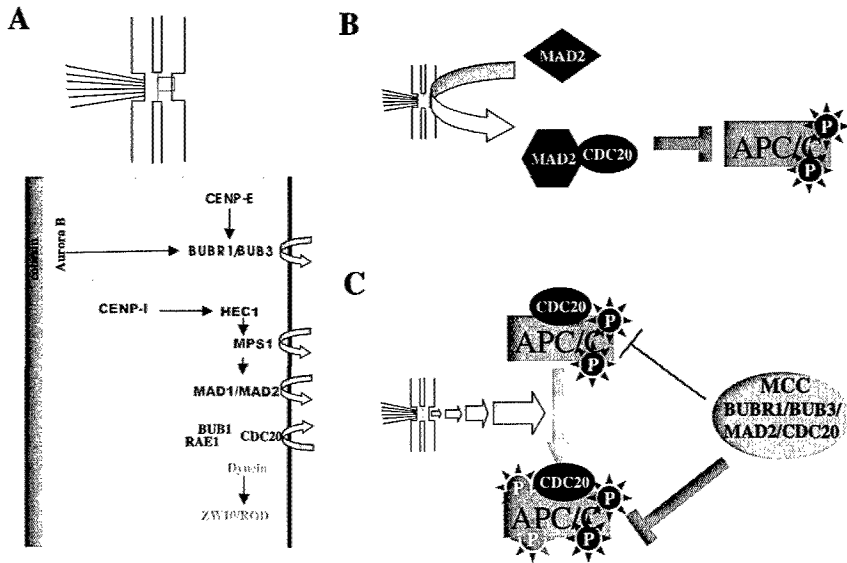 A
CENP-E
Aurora B
BUBR1/BUB3
CENP-I
HEC1
MPS1
MAD1/MAD2
BUB1
RAE1
CDC20
Dynein
ZW10/ROD
B
MAD2
MAD2
CDC20
APC/C
P
P
C
CDC20
P
APC/C
P
MCC
BUBR1/BUB3/
MAD2/CDC20
P
CDC20
P
APC/C
P
P